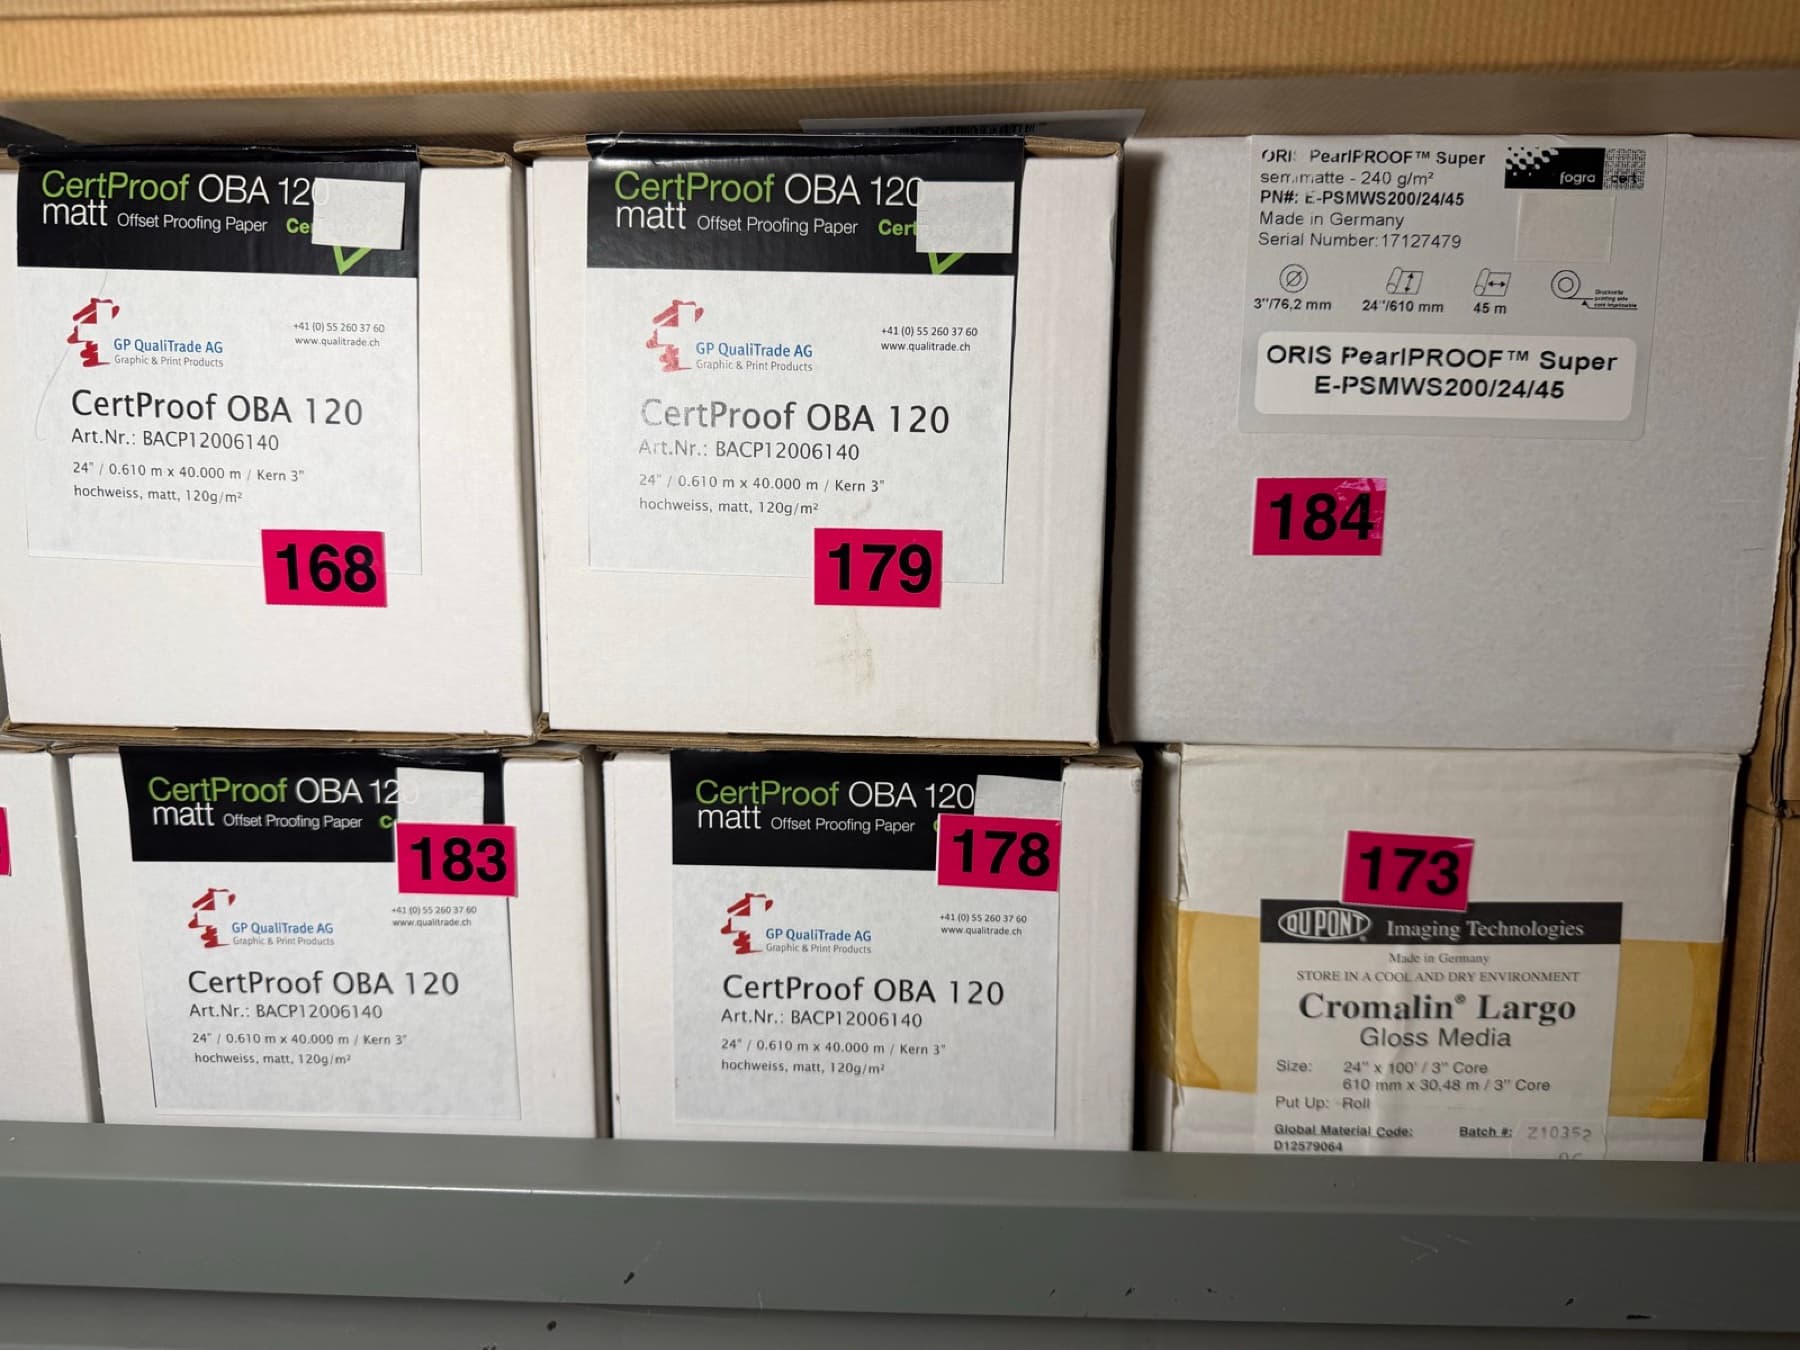 CertProof OBA 120
matt Offset Proofing Paper
GP QualiTrade AG
Graphic & Print Products
+41 (0) 55 260 37 60
www.qualitrade.ch
CertProof OBA 120
Art.Nr.: BACP12006140
24" / 0.610 m x 40.000 m / Kern 3"
hochweiss, matt, 120g/m²
168
CertProof OBA 120
matt Offset Proofing Paper Cert
GP QualiTrade AG
Graphic & Print Products
+41 (0) 55 260 37 60
www.qualitrade.ch
CertProof OBA 120
Art.Nr.: BACP12006140
24" / 0.610 m x 40.000 m / Kern 3"
hochweiss, matt, 120g/m²
179
ORIS PearlPROOF™ Super
semimatte - 240 g/m²
PN#: E-PSMWS200/24/45
Made in Germany
Serial Number: 17127479
fogra cert
3"/76,2 mm
24"/610 mm
45 m
Druckseite
printing side
ORIS PearlPROOF™ Super
E-PSMWS200/24/45
184
CertProof OBA 12
matt Offset Proofing Paper
183
GP QualiTrade AG
Graphic & Print Products
+41 (0) 55 260 37 60
www.qualitrade.ch
CertProof OBA 120
Art.Nr.: BACP12006140
24" / 0.610 m x 40.000 m / Kern 3"
hochweiss, matt, 120g/m²
CertProof OBA 120
matt Offset Proofing Paper
178
GP QualiTrade AG
Graphic & Print Products
+41 (0) 55 260 37 60
www.qualitrade.ch
CertProof OBA 120
Art.Nr.: BACP12006140
24" / 0.610 m x 40.000 m / Kern 3"
hochweiss, matt, 120g/m²
173
DUPONT Imaging Technologies
Made in Germany
STORE IN A COOL AND DRY ENVIRONMENT
Cromalin® Largo
Gloss Media
Size: 24" x 100' / 3" Core
610 mm x 30,48 m / 3" Core
Put Up: Roll
Global Material Code: Batch #: Z10352
D12579064